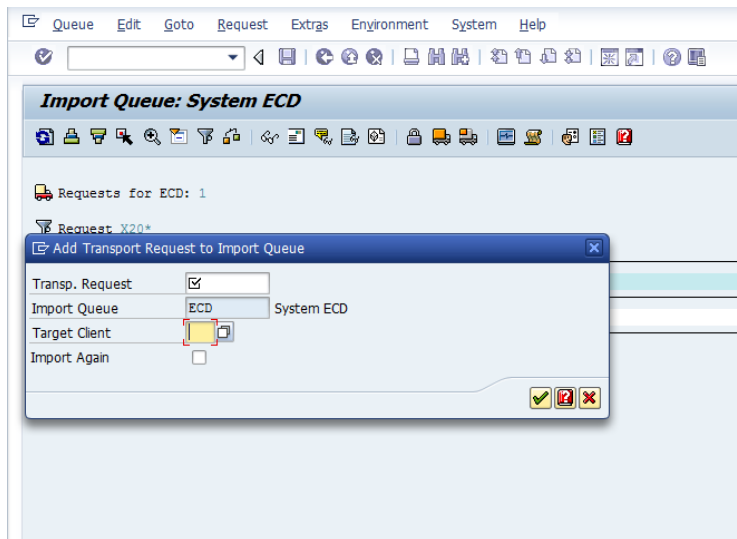 Queue Edit Goto Request Extras Environment System Help
Import Queue: System ECD
Requests for ECD: 1
Request X20*
Add Transport Request to Import Queue
Transp. Request
Import Queue ECD System ECD
Target Client
Import Again